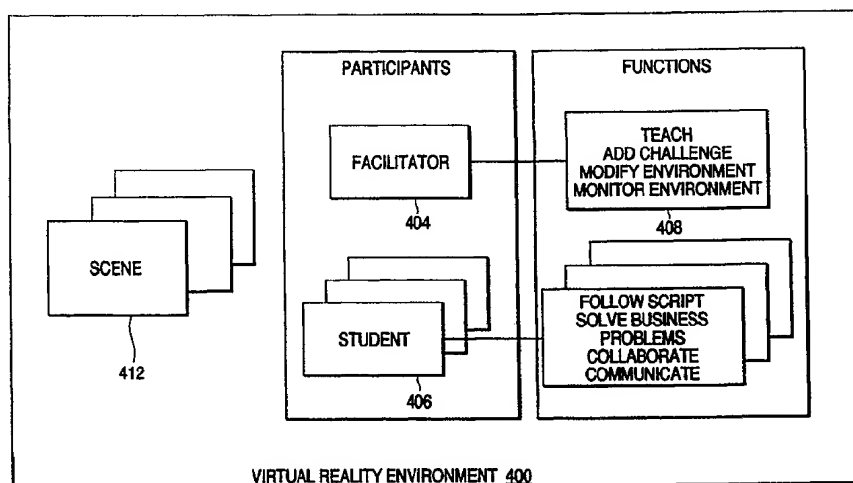 PARTICIPANTS
FUNCTIONS
FACILITATOR
404
TEACH
ADD CHALLENGE
MODIFY ENVIRONMENT
MONITOR ENVIRONMENT
408
SCENE
412
STUDENT
406
FOLLOW SCRIPT
SOLVE BUSINESS
PROBLEMS
COLLABORATE
COMMUNICATE
VIRTUAL REALITY ENVIRONMENT 400